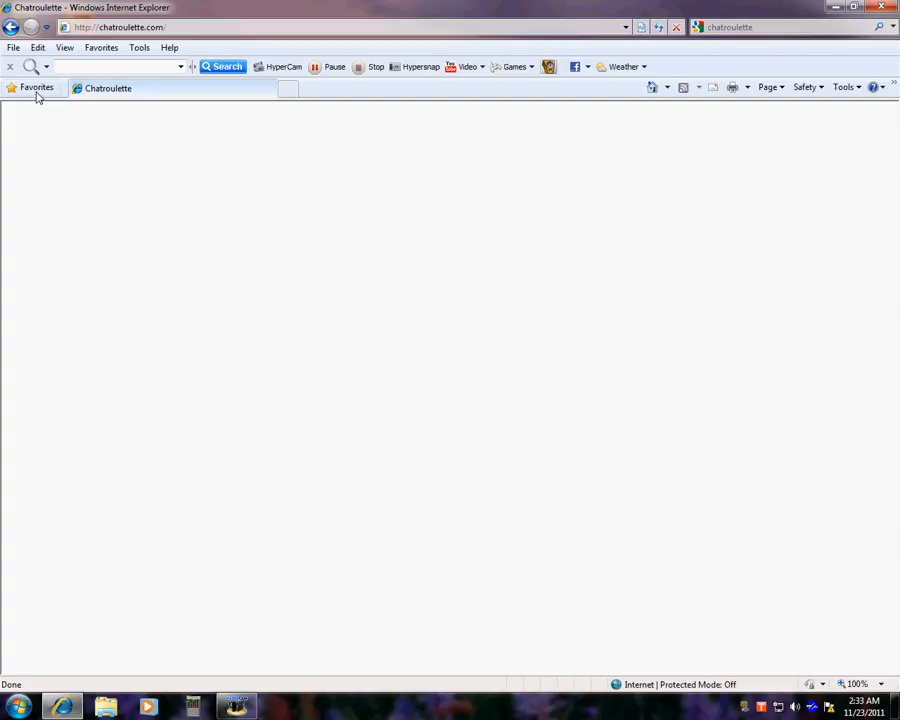 Chatroulette - Windows Internet Explorer
http://chatroulette.com/
chatroulette
File Edit View Favorites Tools Help
Search HyperCam Pause Stop Hypersnap Video Games Weather
Favorites Chatroulette Page Safety Tools
Done Internet | Protected Mode: Off 100%
2:33 AM
11/23/2011